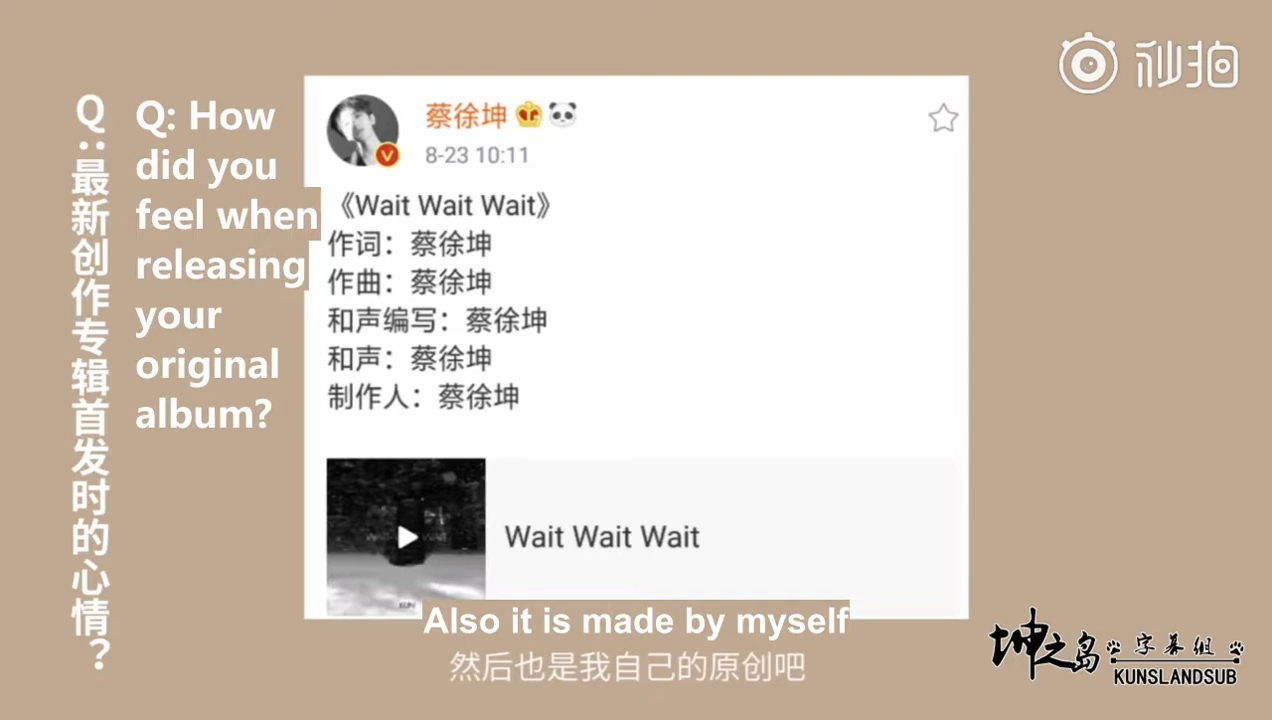 秒拍
Q:最新创作专辑首发时的心情?
Q: How
did you
feel when
releasing
your
original
album?
蔡徐坤
8-23 10:11
《Wait Wait Wait》
作词：蔡徐坤
作曲：蔡徐坤
和声编写：蔡徐坤
和声：蔡徐坤
制作人：蔡徐坤
KUN
Wait Wait Wait
Also it is made by myself
然后也是我自己的原创吧
坤之岛
字幕组
KUNSLANDSUB